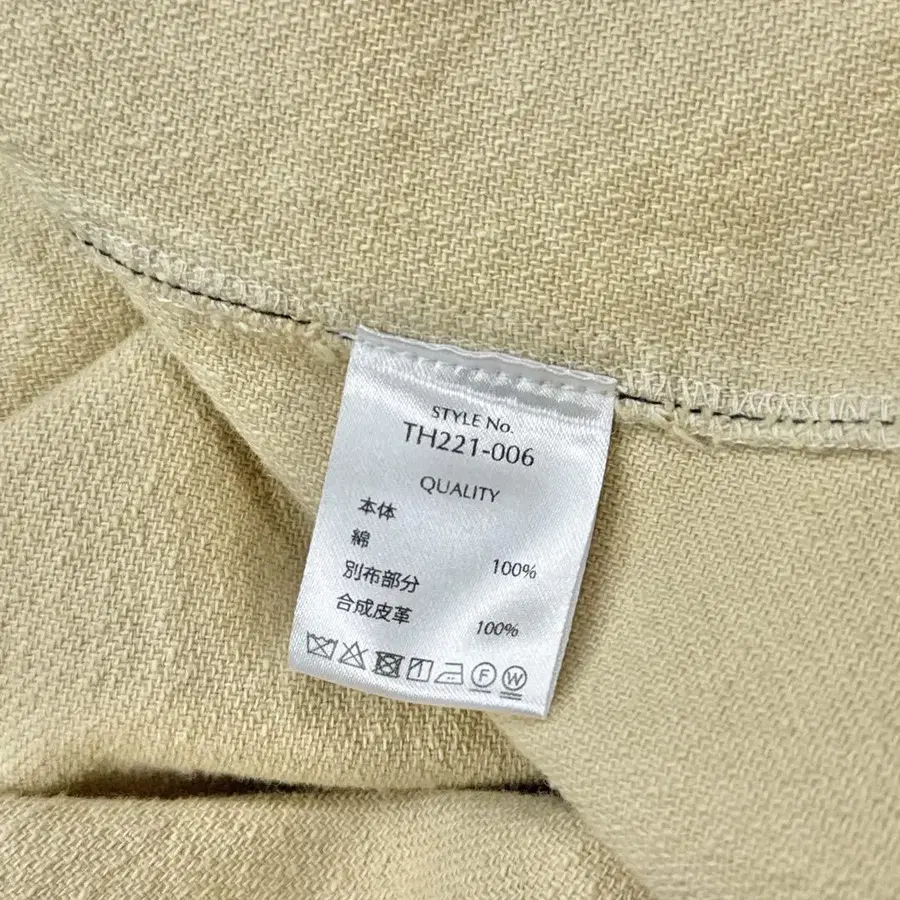 STYLE No.
TH221-006
QUALITY
本体
綿 100%
別布部分
合成皮革 100%
F W